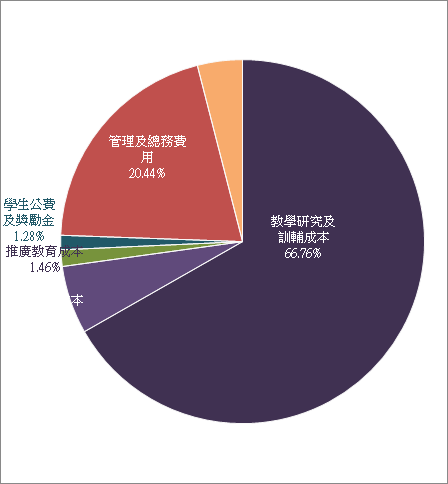 管理及總務費
用
20.44%
教學研究及
訓輔成本
66.76%
學生公費
及獎勵金
1.28%
推廣教育成本
1.46%
本